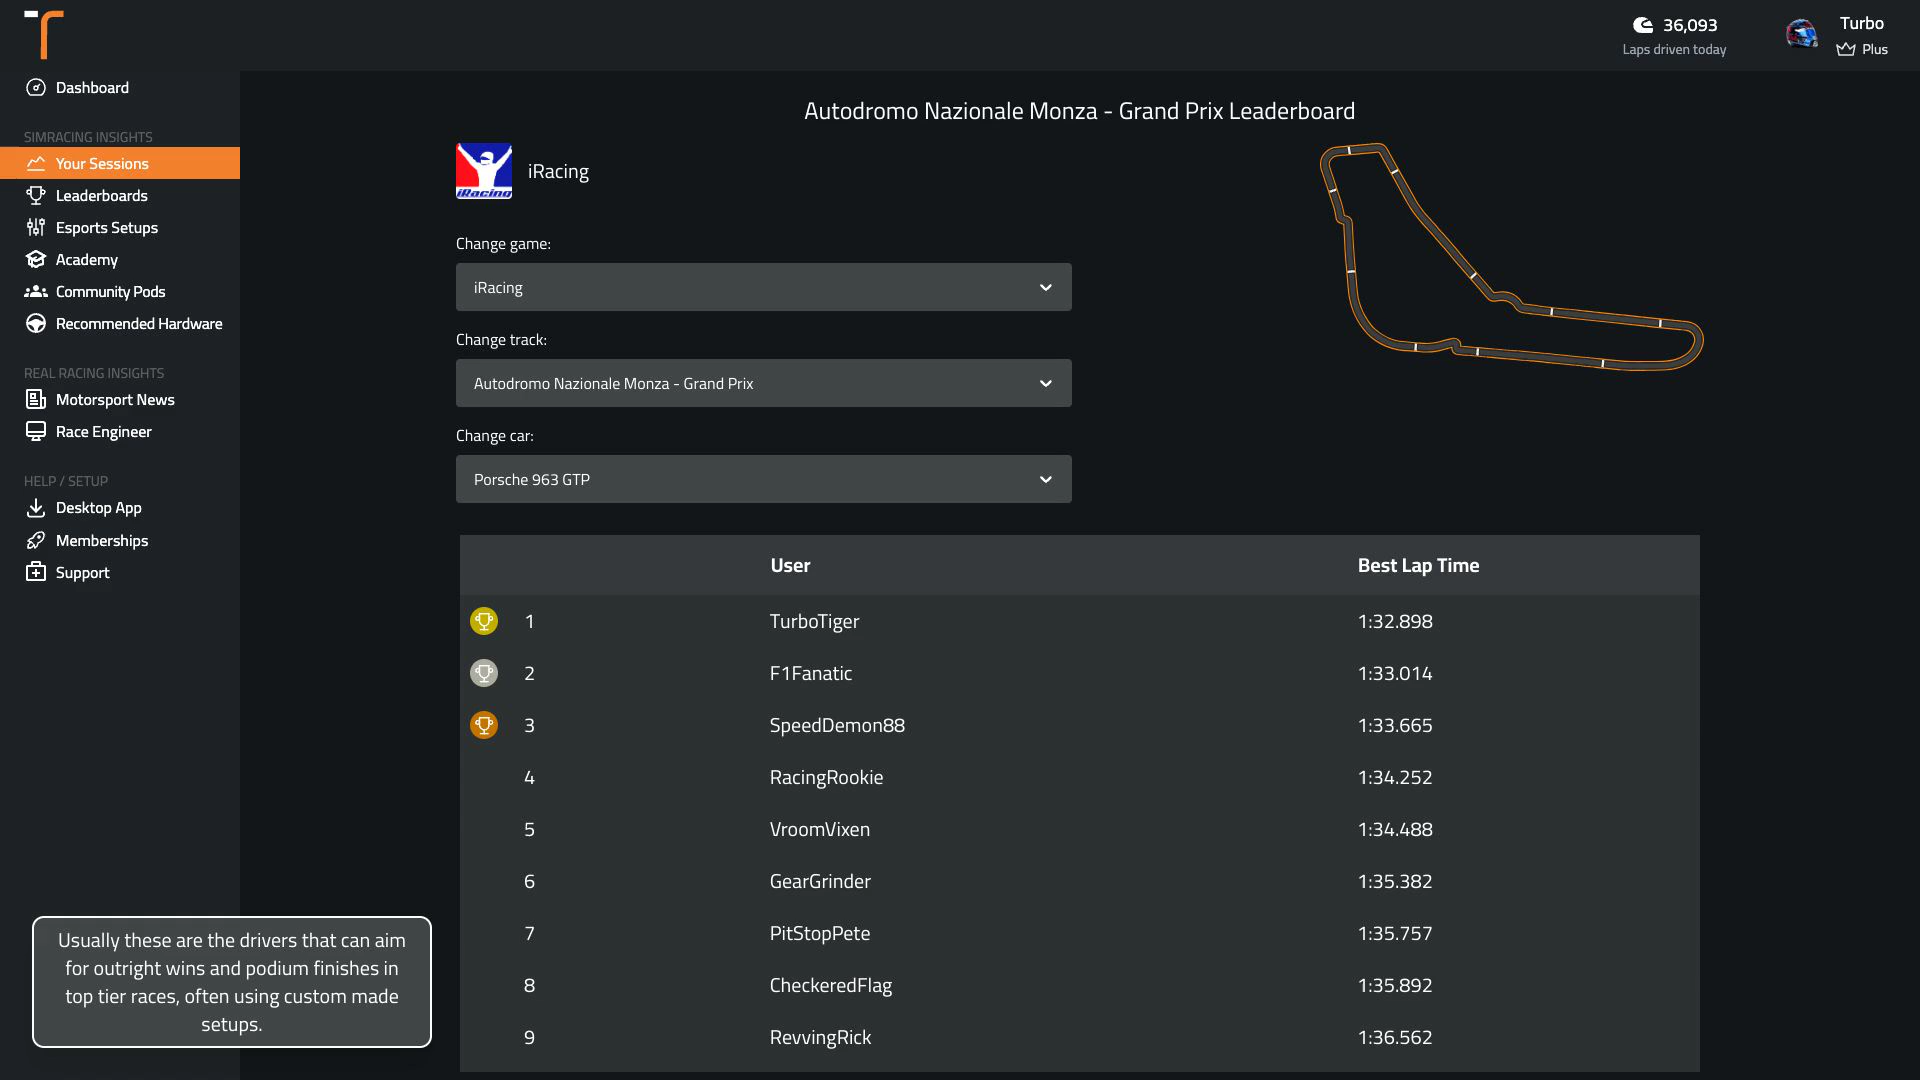 36,093
Laps driven today
Turbo
Plus
Dashboard
SIMRACING INSIGHTS
Your Sessions
Leaderboards
Esports Setups
Academy
Community Pods
Recommended Hardware
REAL RACING INSIGHTS
Motorsport News
Race Engineer
HELP / SETUP
Desktop App
Memberships
Support
Autodromo Nazionale Monza - Grand Prix Leaderboard
iRacing
iRacing
Change game:
iRacing
Change track:
Autodromo Nazionale Monza - Grand Prix
Change car:
Porsche 963 GTP
User Best Lap Time
1 TurboTiger 1:32.898
2 F1Fanatic 1:33.014
3 SpeedDemon88 1:33.665
4 RacingRookie 1:34.252
5 VroomVixen 1:34.488
6 GearGrinder 1:35.382
7 PitStopPete 1:35.757
8 CheckeredFlag 1:35.892
9 RevvingRick 1:36.562
Usually these are the drivers that can aim
for outright wins and podium finishes in
top tier races, often using custom made
setups.